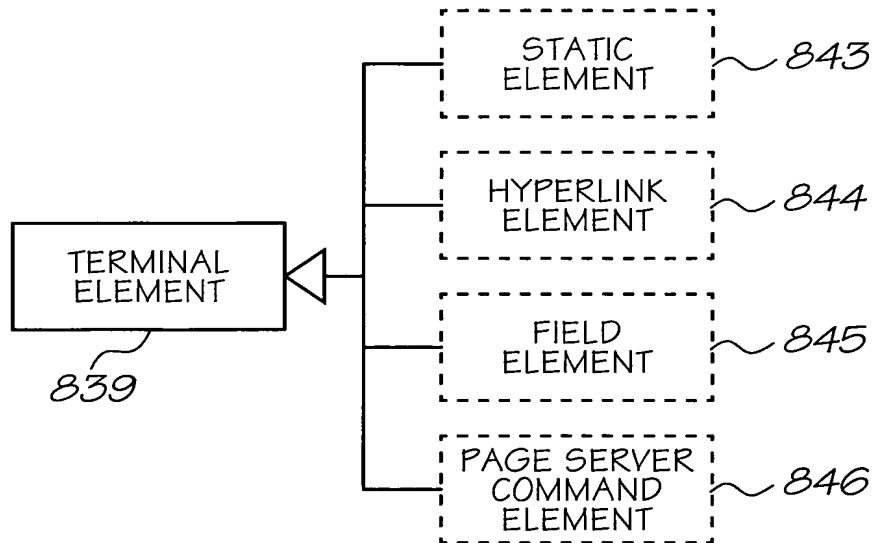 STATIC
ELEMENT
843
HYPERLINK
ELEMENT
844
TERMINAL
ELEMENT
839
FIELD
ELEMENT
845
PAGE SERVER
COMMAND
ELEMENT
846